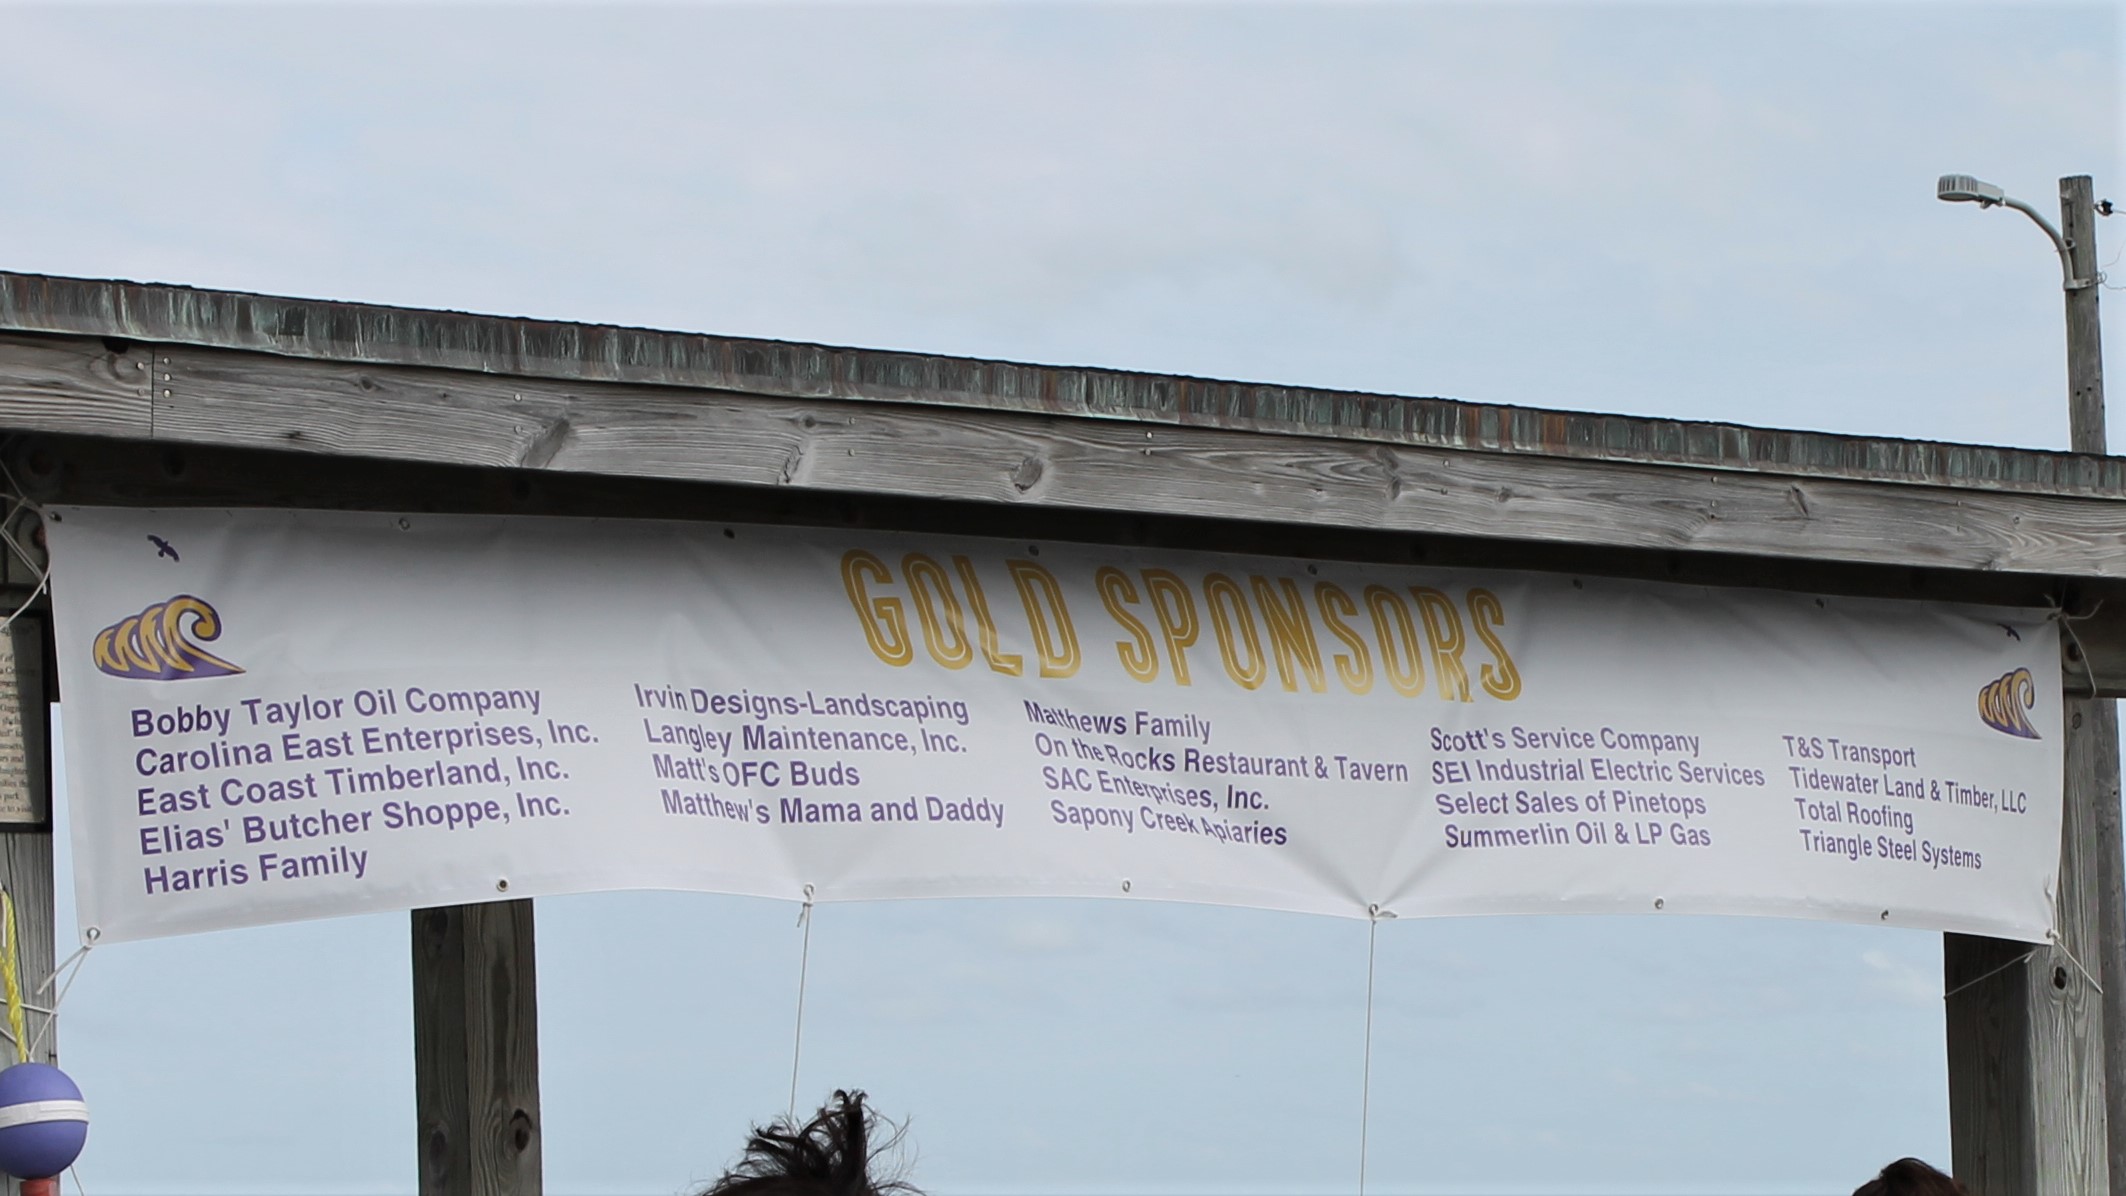 GOLD SPONSORS
Bobby Taylor Oil Company
Carolina East Enterprises, Inc.
East Coast Timberland, Inc.
Elias' Butcher Shoppe, Inc.
Harris Family
Irvin Designs-Landscaping
Langley Maintenance, Inc.
Matt's OFC Buds
Matthew's Mama and Daddy
Matthews Family
On the Rocks Restaurant & Tavern
SAC Enterprises, Inc.
Sapony Creek Apiaries
Scott's Service Company
SEI Industrial Electric Services
Select Sales of Pinetops
Summerlin Oil & LP Gas
T&S Transport
Tidewater Land & Timber, LLC
Total Roofing
Triangle Steel Systems